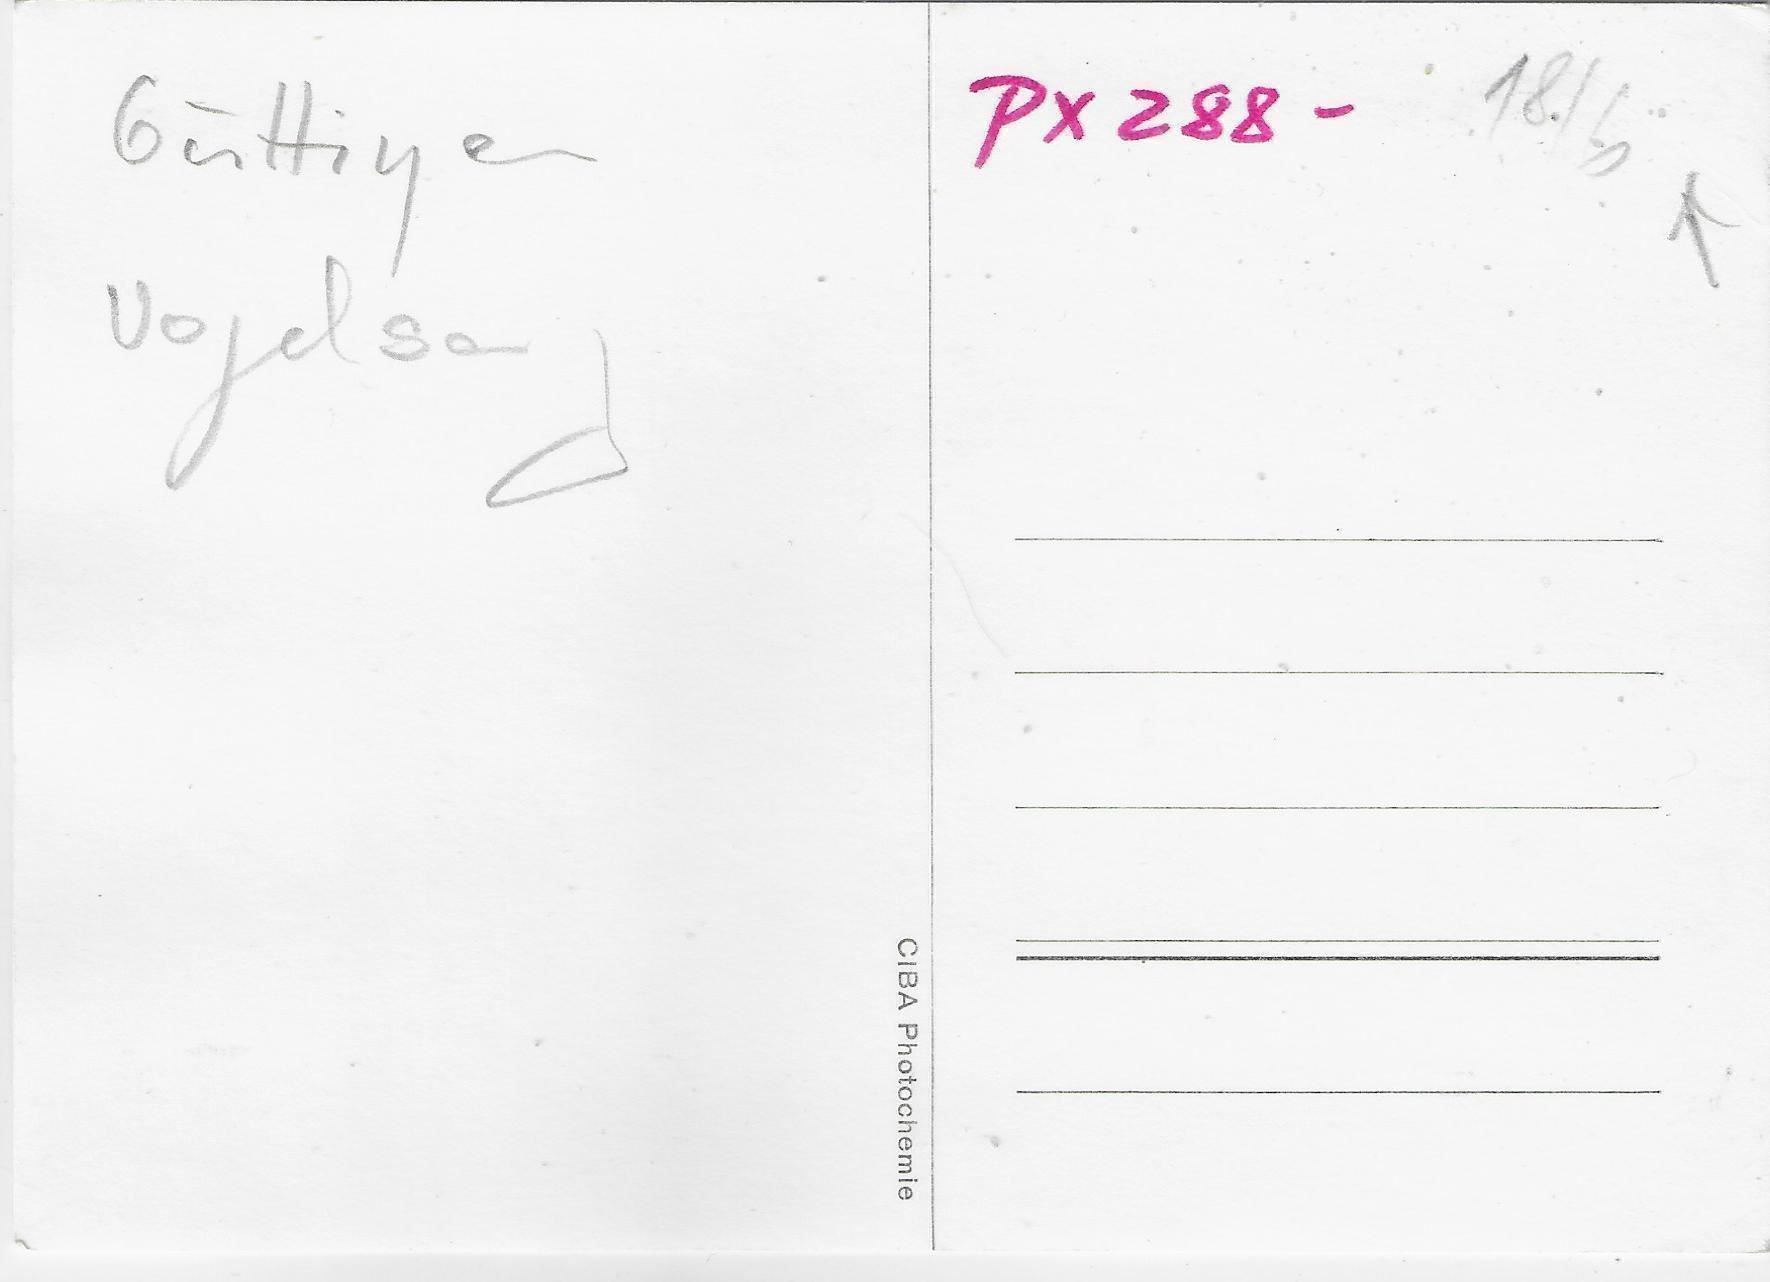 Güttingen
Vogelsang
PX 288 -
CIBA Photochemie